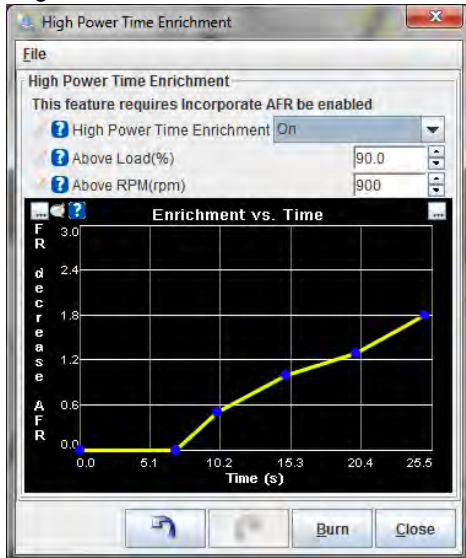 High Power Time Enrichment
File
High Power Time Enrichment
This feature requires Incorporate AFR be enabled
High Power Time Enrichment On
Above Load(%) 90.0
Above RPM(rpm) 900
... ? Enrichment vs. Time ...
FR decrease AFR
3.0
2.4
1.8
1.2
0.6
0.0
0.0 5.1 10.2 15.3 20.4 25.5
Time (s)
Burn Close